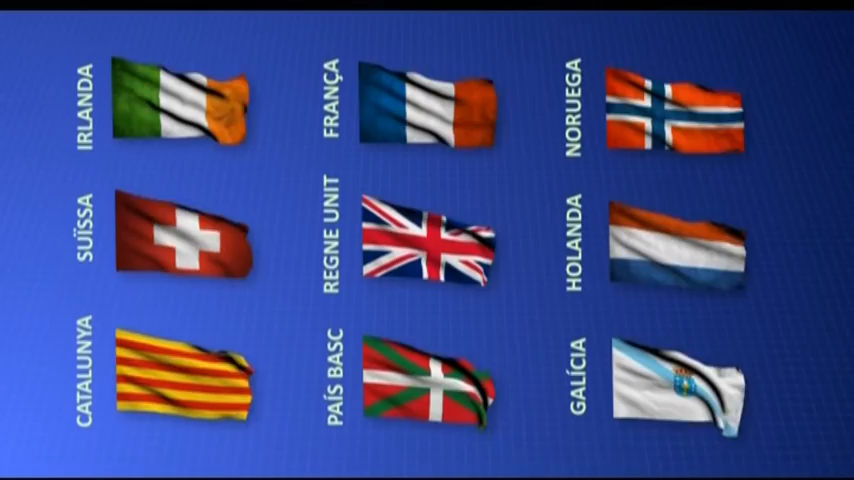 IRLANDA
FRANÇA
NORUEGA
SUÏSSA
REGNE UNIT
HOLANDA
CATALUNYA
PAÍS BASC
GALÍCIA